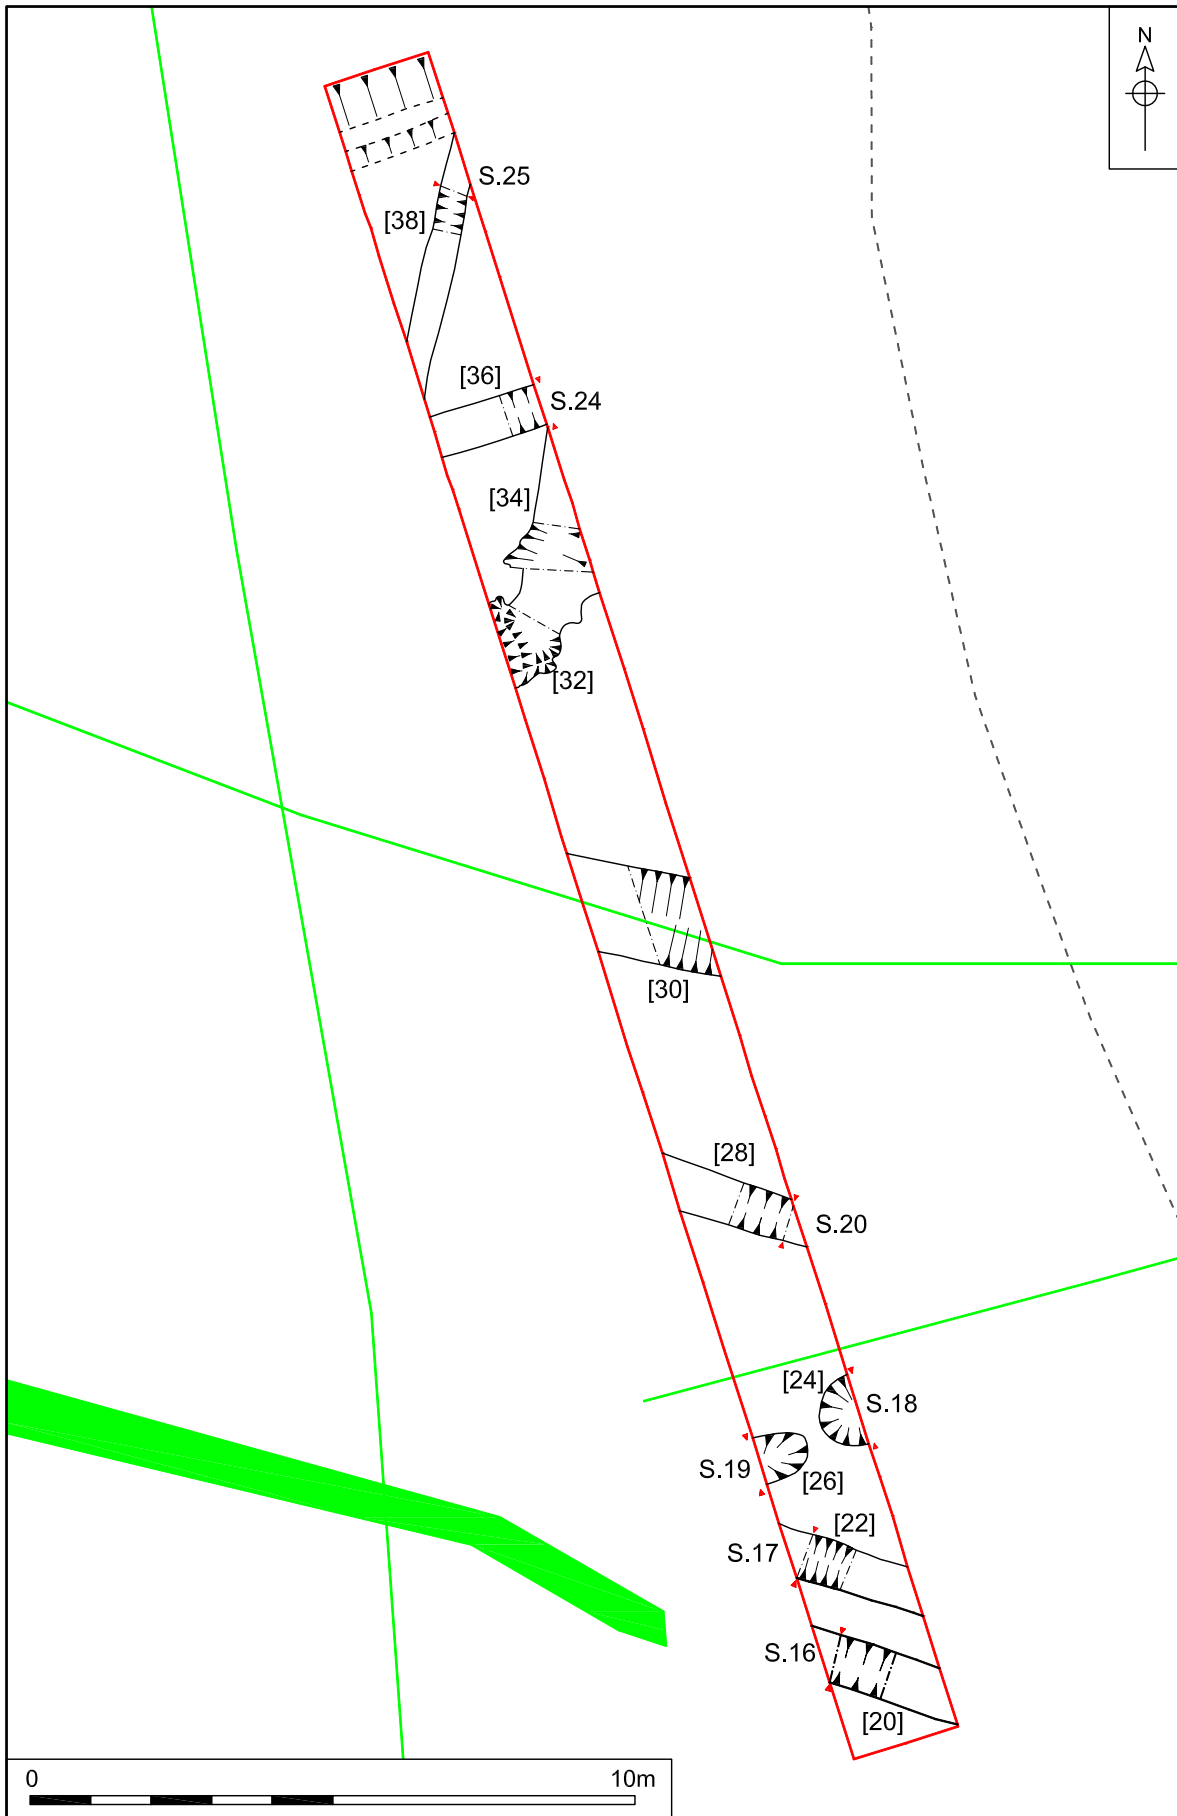 N
S.25
[38]
[36]
S.24
[34]
[32]
[30]
[28]
S.20
[24]
S.18
S.19
[26]
[22]
S.17
S.16
[20]
0 10m